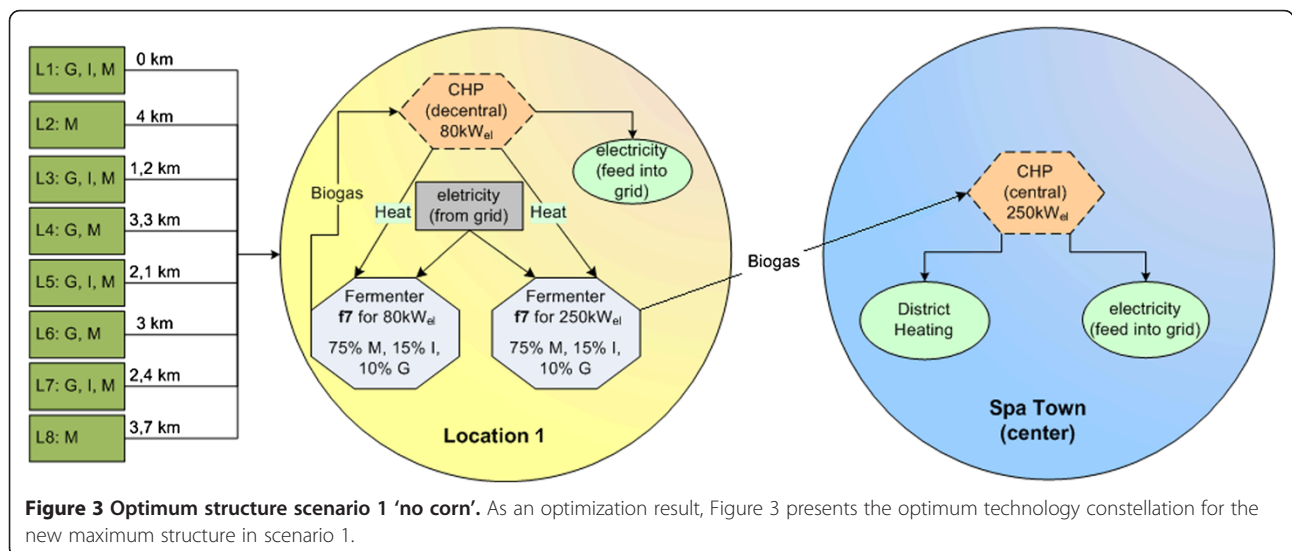 L1: G, I, M
0 km
L2: M
4 km
L3: G, I, M
1,2 km
L4: G, M
3,3 km
L5: G, I, M
2,1 km
L6: G, M
3 km
L7: G, I, M
2,4 km
L8: M
3,7 km
CHP
(decentral)
80kWel
electricity
(feed into
grid)
Biogas
Heat
eletricity
(from grid)
Heat
Fermenter
f7 for 80kWel
75% M, 15% I,
10% G
Fermenter
f7 for 250kWel
75% M, 15% I,
10% G
Location 1
Biogas
CHP
(central)
250kWel
District
Heating
electricity
(feed into grid)
Spa Town
(center)
Figure 3 Optimum structure scenario 1 ‘no corn’. As an optimization result, Figure 3 presents the optimum technology constellation for the
new maximum structure in scenario 1.